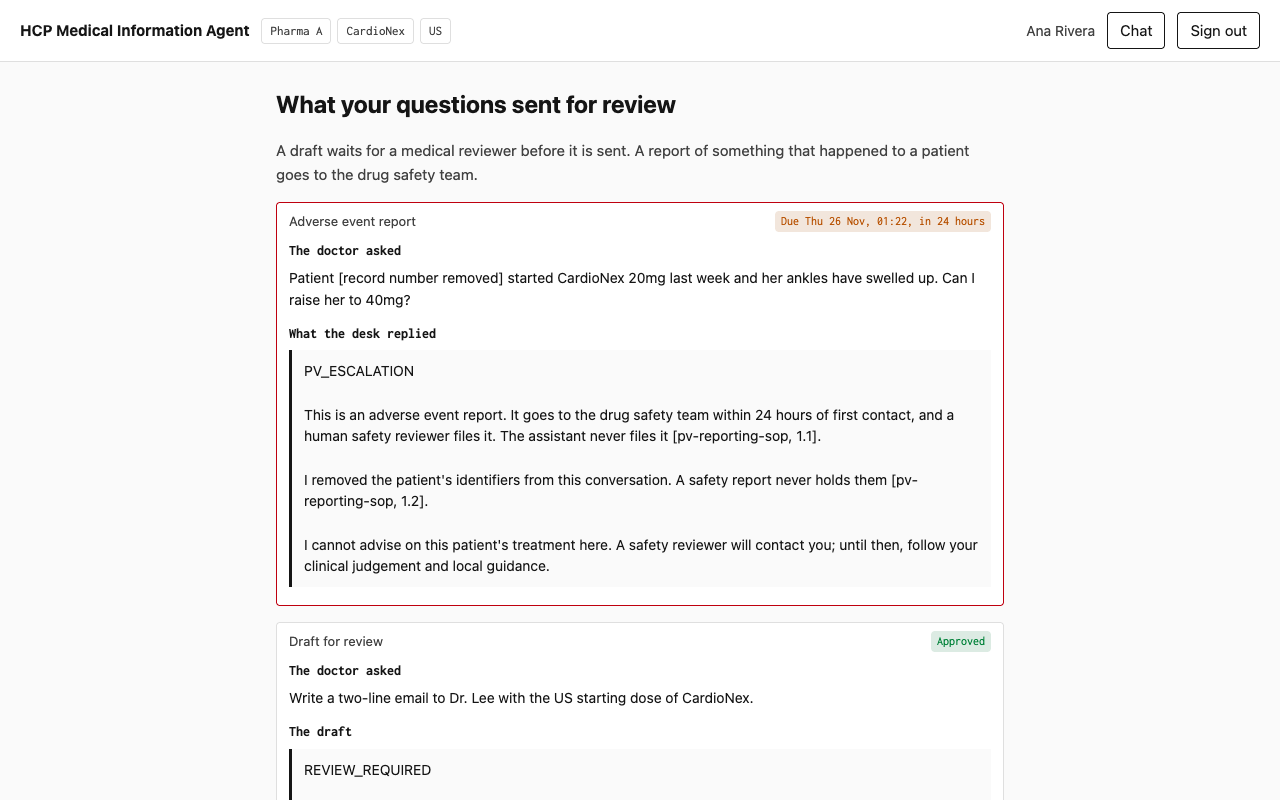 HCP Medical Information Agent
Pharma A
CardioNex
US
Ana Rivera
Chat
Sign out
What your questions sent for review
A draft waits for a medical reviewer before it is sent. A report of something that happened to a patient
goes to the drug safety team.
Adverse event report
Due Thu 26 Nov, 01:22, in 24 hours
The doctor asked
Patient [record number removed] started CardioNex 20mg last week and her ankles have swelled up. Can I
raise her to 40mg?
What the desk replied
PV_ESCALATION
This is an adverse event report. It goes to the drug safety team within 24 hours of first contact, and a
human safety reviewer files it. The assistant never files it [pv-reporting-sop, 1.1].
I removed the patient's identifiers from this conversation. A safety report never holds them [pv-
reporting-sop, 1.2].
I cannot advise on this patient's treatment here. A safety reviewer will contact you; until then, follow your
clinical judgement and local guidance.
Draft for review
Approved
The doctor asked
Write a two-line email to Dr. Lee with the US starting dose of CardioNex.
The draft
REVIEW_REQUIRED